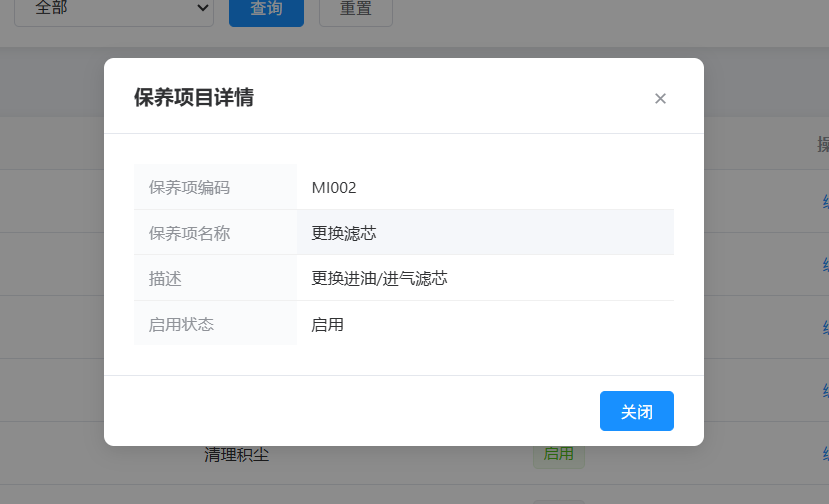 全部
查询
重置
保养项目详情
×
保养项编码 MI002
保养项名称 更换滤芯
描述 更换进油/进气滤芯
启用状态 启用
关闭
清理积尘 启用